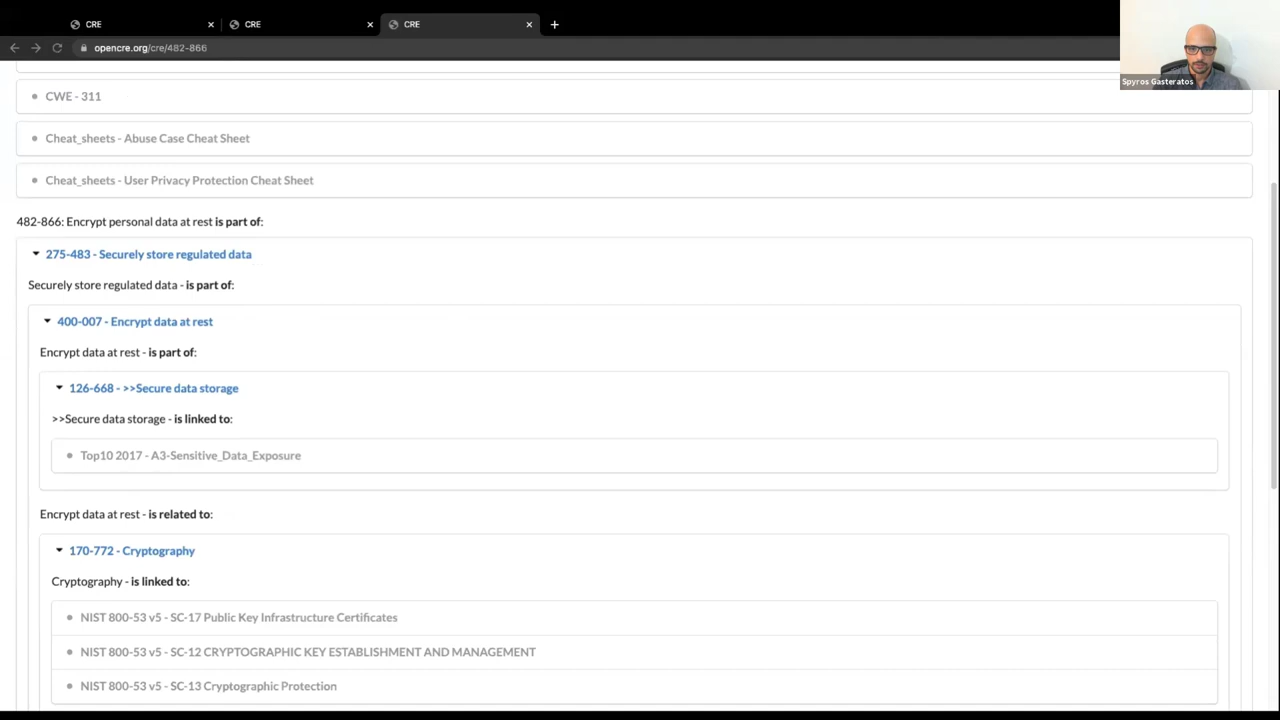 CRE
CRE
CRE
opencre.org/cre/482-866
Spyros Gasteratos
CWE - 311
Cheat_sheets - Abuse Case Cheat Sheet
Cheat_sheets - User Privacy Protection Cheat Sheet
482-866: Encrypt personal data at rest is part of:
275-483 - Securely store regulated data
Securely store regulated data - is part of:
400-007 - Encrypt data at rest
Encrypt data at rest - is part of:
126-668 - >>Secure data storage
>>Secure data storage - is linked to:
Top10 2017 - A3-Sensitive_Data_Exposure
Encrypt data at rest - is related to:
170-772 - Cryptography
Cryptography - is linked to:
NIST 800-53 v5 - SC-17 Public Key Infrastructure Certificates
NIST 800-53 v5 - SC-12 CRYPTOGRAPHIC KEY ESTABLISHMENT AND MANAGEMENT
NIST 800-53 v5 - SC-13 Cryptographic Protection